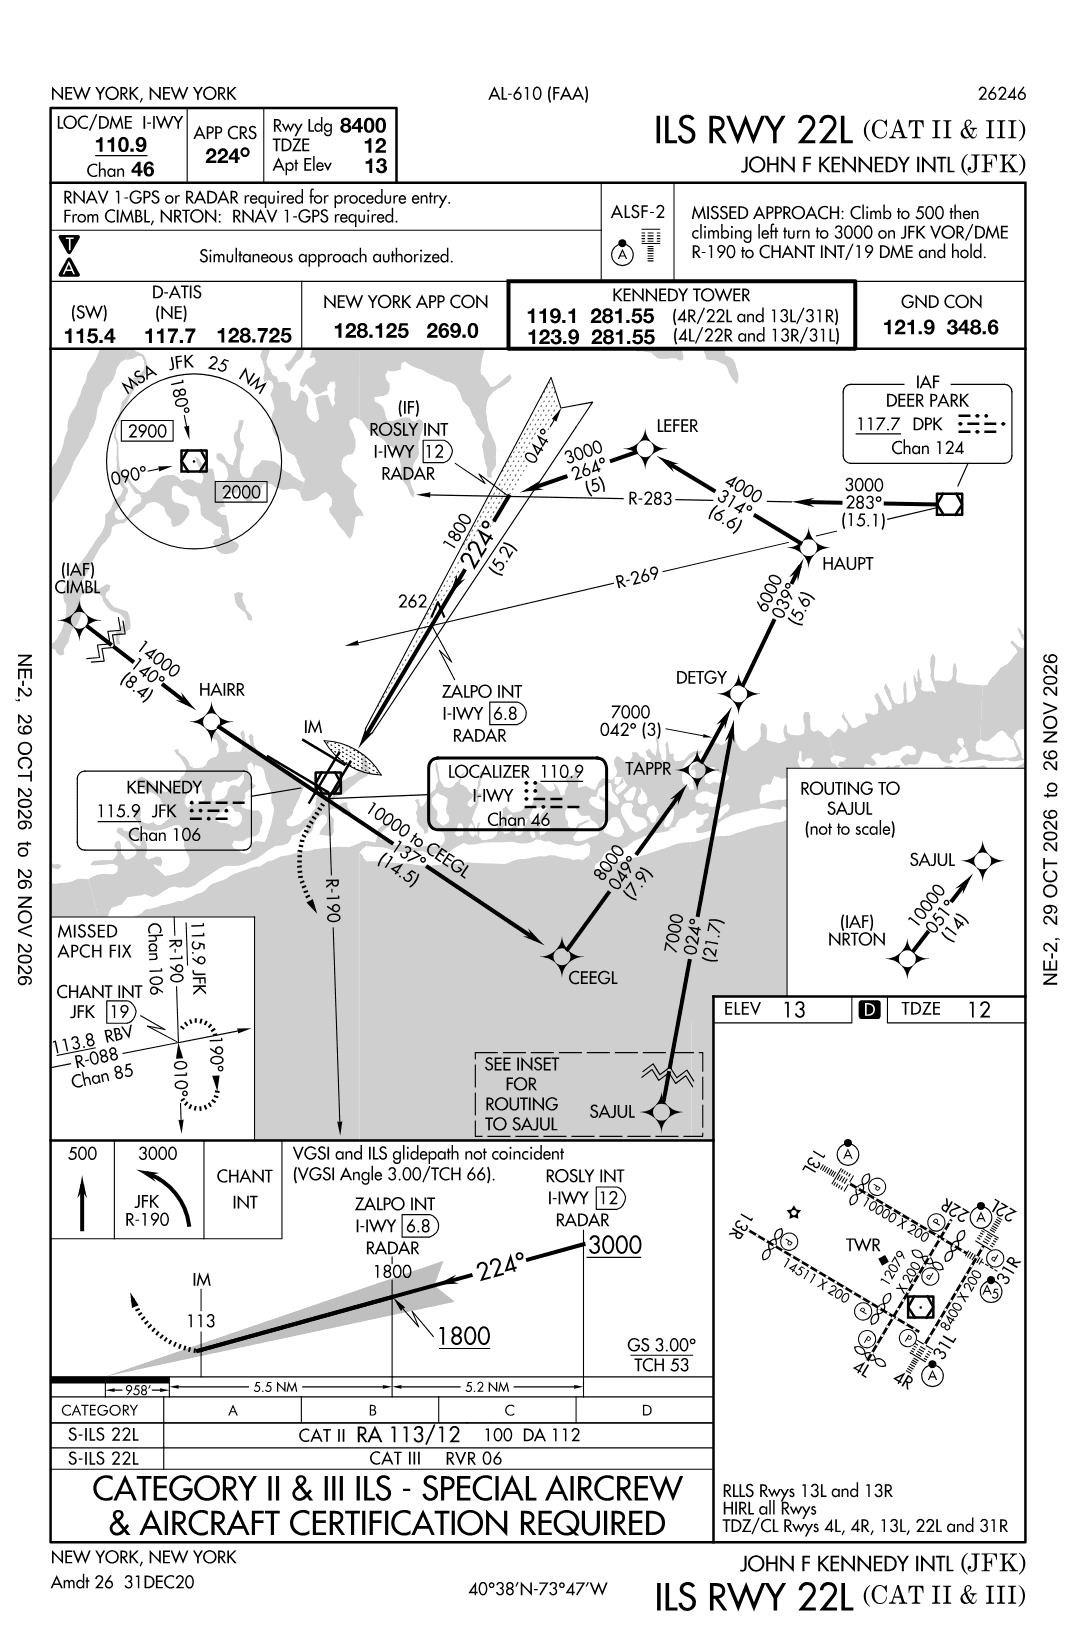 NEW YORK, NEW YORK
AL-610 (FAA)
26246
LOC/DME I-IWY
110.9
Chan 46
APP CRS
224°
Rwy Ldg 8400
TDZE 12
Apt Elev 13
ILS RWY 22L (CAT II & III)
JOHN F KENNEDY INTL (JFK)
RNAV 1-GPS or RADAR required for procedure entry.
From CIMBL, NRTON: RNAV 1-GPS required.
T
A
Simultaneous approach authorized.
ALSF-2
A
MISSED APPROACH: Climb to 500 then
climbing left turn to 3000 on JFK VOR/DME
R-190 to CHANT INT/19 DME and hold.
D-ATIS
(SW) (NE)
115.4 117.7 128.725
NEW YORK APP CON
128.125 269.0
KENNEDY TOWER
119.1 281.55 (4R/22L and 13L/31R)
123.9 281.55 (4L/22R and 13R/31L)
GND CON
121.9 348.6
MSA JFK 25 NM
180°
2900
090°
2000
(IF)
ROSLY INT
I-IWY 12
RADAR
044°
LEFER
3000
264°
(5)
IAF
DEER PARK
117.7 DPK
Chan 124
R-283
4000
314°
(6.6)
3000
283°
(15.1)
1800
224°
(5.2)
HAUPT
R-269
262
(IAF)
CIMBL
14000
140°
(8.4)
HAIRR
6000
039°
(5.6)
DETGY
ZALPO INT
I-IWY 6.8
RADAR
7000
042° (3)
TAPPR
IM
KENNEDY
115.9 JFK
Chan 106
LOCALIZER 110.9
I-IWY
Chan 46
10000 to CEEGL
137°
(14.5)
R-190
8000
049°
(7.9)
CEEGL
7000
024°
(21.7)
ROUTING TO
SAJUL
(not to scale)
SAJUL
10000
051°
(14)
(IAF)
NRTON
MISSED
APCH FIX
115.9 JFK
R-190
Chan 106
CHANT INT
JFK 19
113.8 RBV
R-088
Chan 85
190°
010°
SEE INSET
FOR
ROUTING
TO SAJUL
SAJUL
ELEV 13
D
TDZE 12
13L
A
P
10000 X 200
22R
22L
A
P
13R
P
TWR
12079 X 200
P
P
31R
A5
14511 X 200
8400 X 200
P
P
P
31L
4L
4R
A
RLLS Rwys 13L and 13R
HIRL all Rwys
TDZ/CL Rwys 4L, 4R, 13L, 22L and 31R
500
3000
JFK
R-190
CHANT
INT
VGSI and ILS glidepath not coincident
(VGSI Angle 3.00/TCH 66).
ZALPO INT
I-IWY 6.8
RADAR
1800
ROSLY INT
I-IWY 12
RADAR
3000
224°
IM
113
1800
GS 3.00°
TCH 53
958'
5.5 NM
5.2 NM
CATEGORY A B C D
S-ILS 22L CAT II RA 113/12 100 DA 112
S-ILS 22L CAT III RVR 06
CATEGORY II & III ILS - SPECIAL AIRCREW
& AIRCRAFT CERTIFICATION REQUIRED
NEW YORK, NEW YORK
Amdt 26 31DEC20
40°38'N-73°47'W
JOHN F KENNEDY INTL (JFK)
ILS RWY 22L (CAT II & III)
NE-2, 29 OCT 2026 to 26 NOV 2026
NE-2, 29 OCT 2026 to 26 NOV 2026